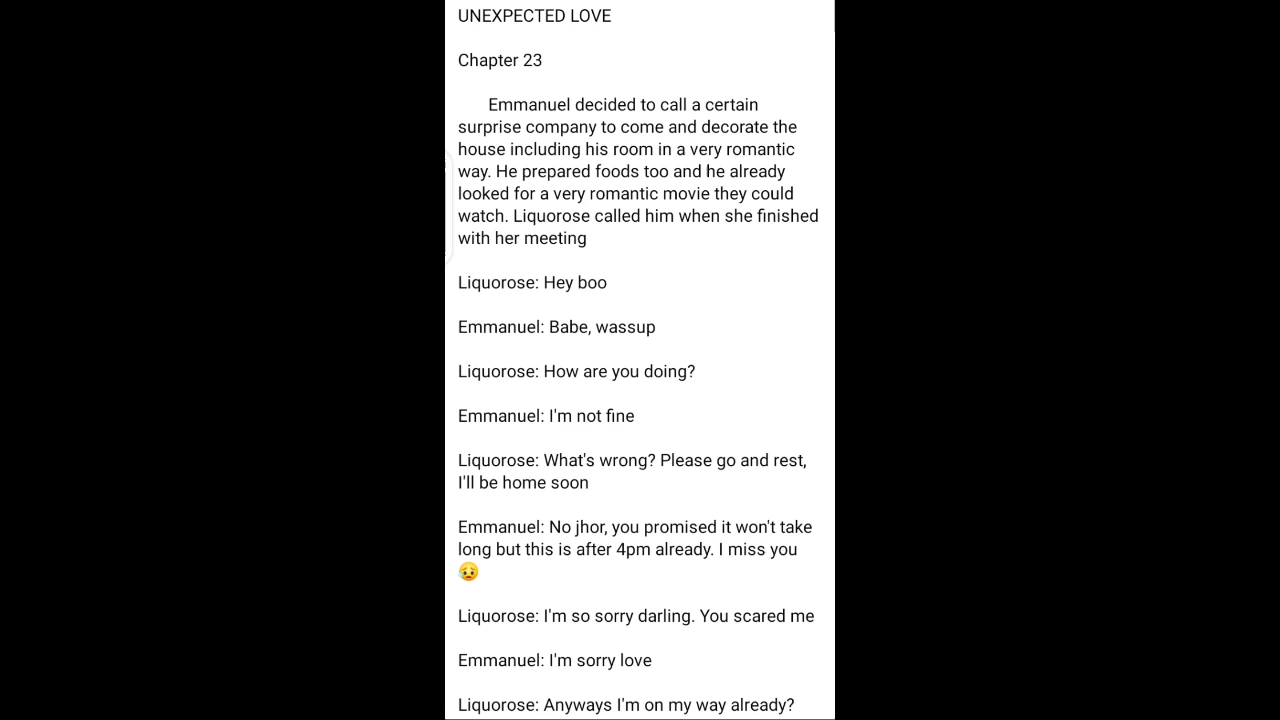 UNEXPECTED LOVE
Chapter 23
Emmanuel decided to call a certain
surprise company to come and decorate the
house including his room in a very romantic
way. He prepared foods too and he already
looked for a very romantic movie they could
watch. Liquorose called him when she finished
with her meeting
Liquorose: Hey boo
Emmanuel: Babe, wassup
Liquorose: How are you doing?
Emmanuel: I'm not fine
Liquorose: What's wrong? Please go and rest,
I'll be home soon
Emmanuel: No jhor, you promised it won't take
long but this is after 4pm already. I miss you
😥
Liquorose: I'm so sorry darling. You scared me
Emmanuel: I'm sorry love
Liquorose: Anyways I'm on my way already?